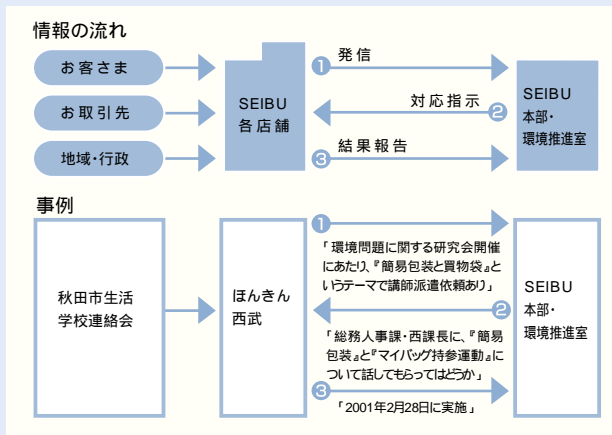 情報の流れ
お客さま
お取引先
地域・行政
SEIBU
各店舗
❶
発信
対応指示
❷
❸
結果報告
SEIBU
本部・
環境推進室
事例
秋田市生活
学校連絡会
ほんきん
西武
❶
「環境問題に関する研究会開催
にあたり、『簡易包装と買物袋』と
いうテーマで講師派遣依頼あり」
❷
「総務人事課・西課長に、『簡易
包装』と『マイバッグ持参運動』に
ついて話してもらってはどうか」
❸
「2001年2月28日に実施」
SEIBU
本部・
環境推進室